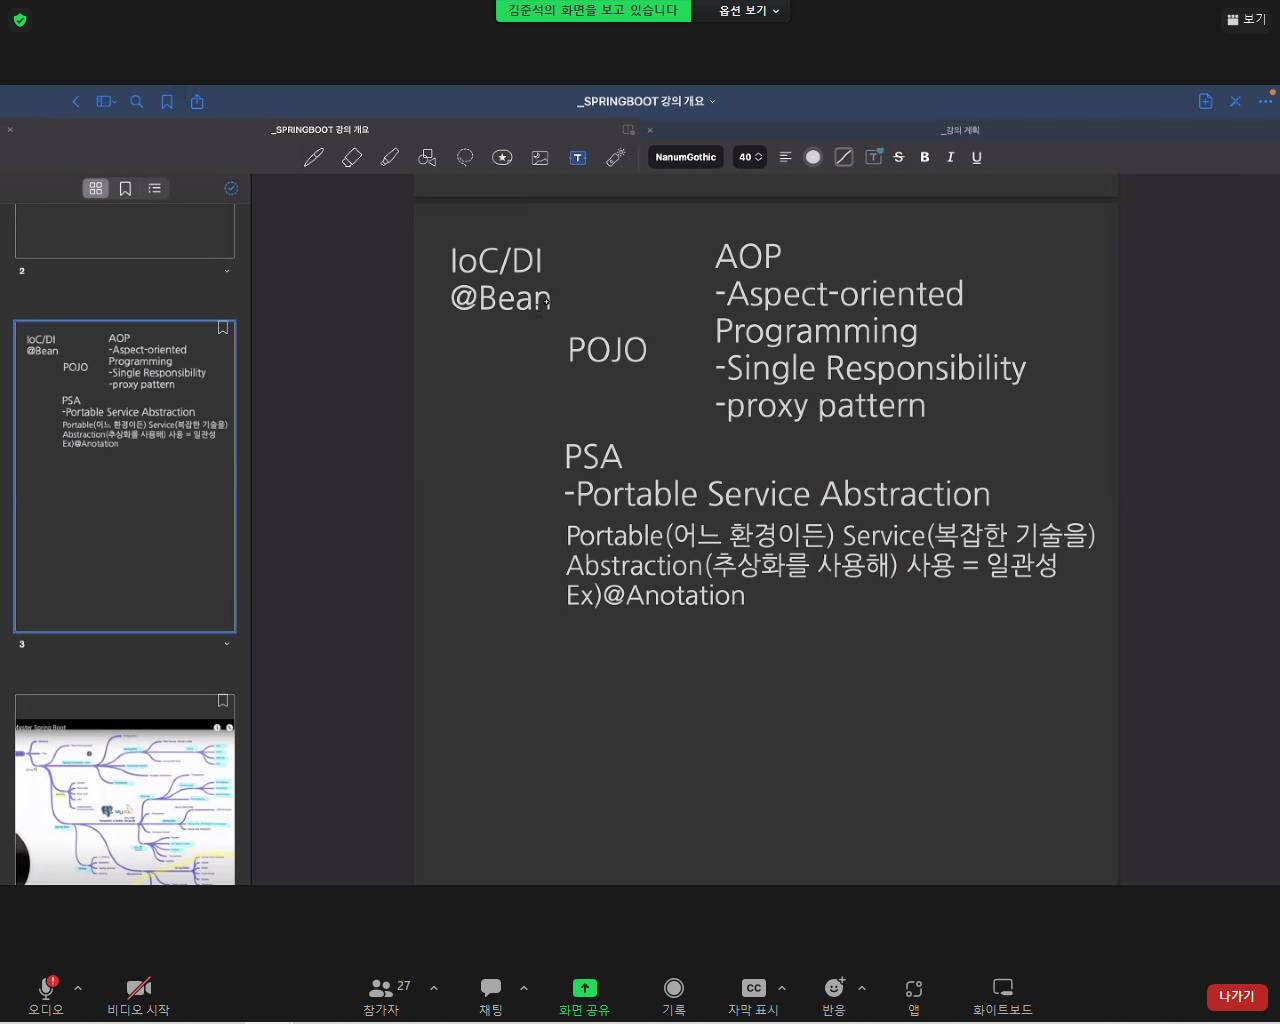 김준석의 화면을 보고 있습니다
옵션 보기
보기
_SPRINGBOOT 강의 개요
_SPRINGBOOT 강의 개요
_강의 계획
NanumGothic
40
B
I
U
2
IoC/DI
@Bean
POJO
AOP
-Aspect-oriented
Programming
-Single Responsibility
-proxy pattern
PSA
-Portable Service Abstraction
Portable(어느 환경이든) Service(복잡한 기술을)
Abstraction(추상화를 사용해) 사용 = 일관성
Ex)@Anotation
3
Master Spring Boot
IoC/DI
@Bean
POJO
AOP
-Aspect-oriented
Programming
-Single Responsibility
-proxy pattern
PSA
-Portable Service Abstraction
Portable(어느 환경이든) Service(복잡한 기술을)
Abstraction(추상화를 사용해) 사용 = 일관성
Ex)@Anotation
오디오
비디오 시작
27
참가자
채팅
화면 공유
기록
CC
자막 표시
반응
앱
화이트보드
나가기